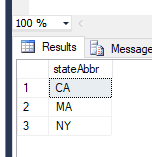 100 %
Results Message
stateAbbr
1 CA
2 MA
3 NY